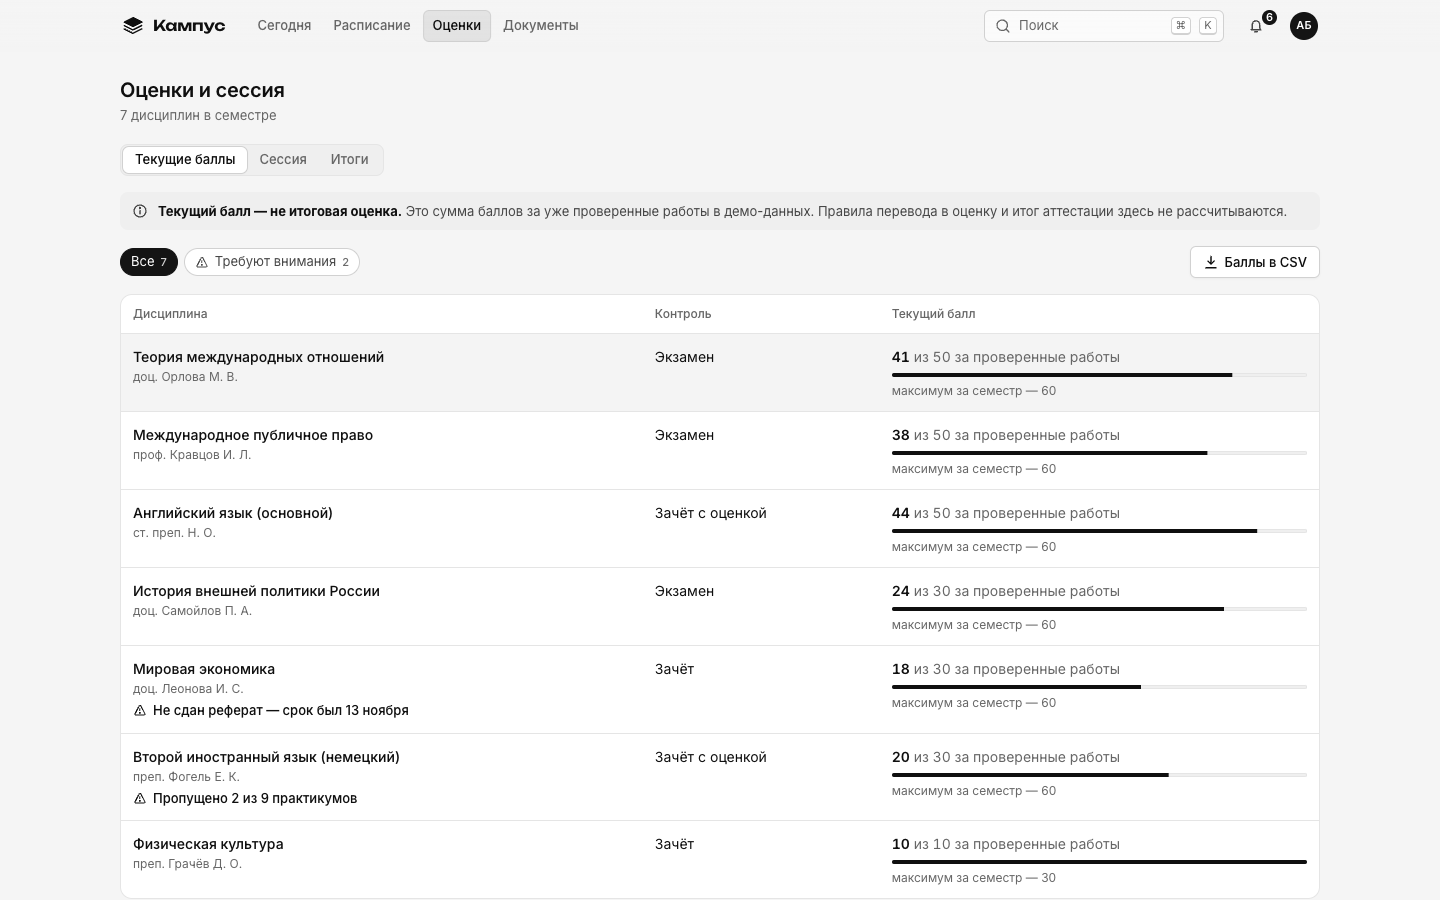 Кампус Сегодня Расписание Оценки Документы Поиск ⌘ K 6 АБ
Оценки и сессия
7 дисциплин в семестре
Текущие баллы Сессия Итоги
Текущий балл — не итоговая оценка. Это сумма баллов за уже проверенные работы в демо-данных. Правила перевода в оценку и итог аттестации здесь не рассчитываются.
Все 7 Требуют внимания 2 Баллы в CSV
Дисциплина Контроль Текущий балл
Теория международных отношений Экзамен 41 из 50 за проверенные работы
доц. Орлова М. В.
максимум за семестр — 60
Международное публичное право Экзамен 38 из 50 за проверенные работы
проф. Кравцов И. Л.
максимум за семестр — 60
Английский язык (основной) Зачёт с оценкой 44 из 50 за проверенные работы
ст. преп. Н. О.
максимум за семестр — 60
История внешней политики России Экзамен 24 из 30 за проверенные работы
доц. Самойлов П. А.
максимум за семестр — 60
Мировая экономика Зачёт 18 из 30 за проверенные работы
доц. Леонова И. С.
максимум за семестр — 60
Не сдан реферат — срок был 13 ноября
Второй иностранный язык (немецкий) Зачёт с оценкой 20 из 30 за проверенные работы
преп. Фогель Е. К.
максимум за семестр — 60
Пропущено 2 из 9 практикумов
Физическая культура Зачёт 10 из 10 за проверенные работы
преп. Грачёв Д. О.
максимум за семестр — 30